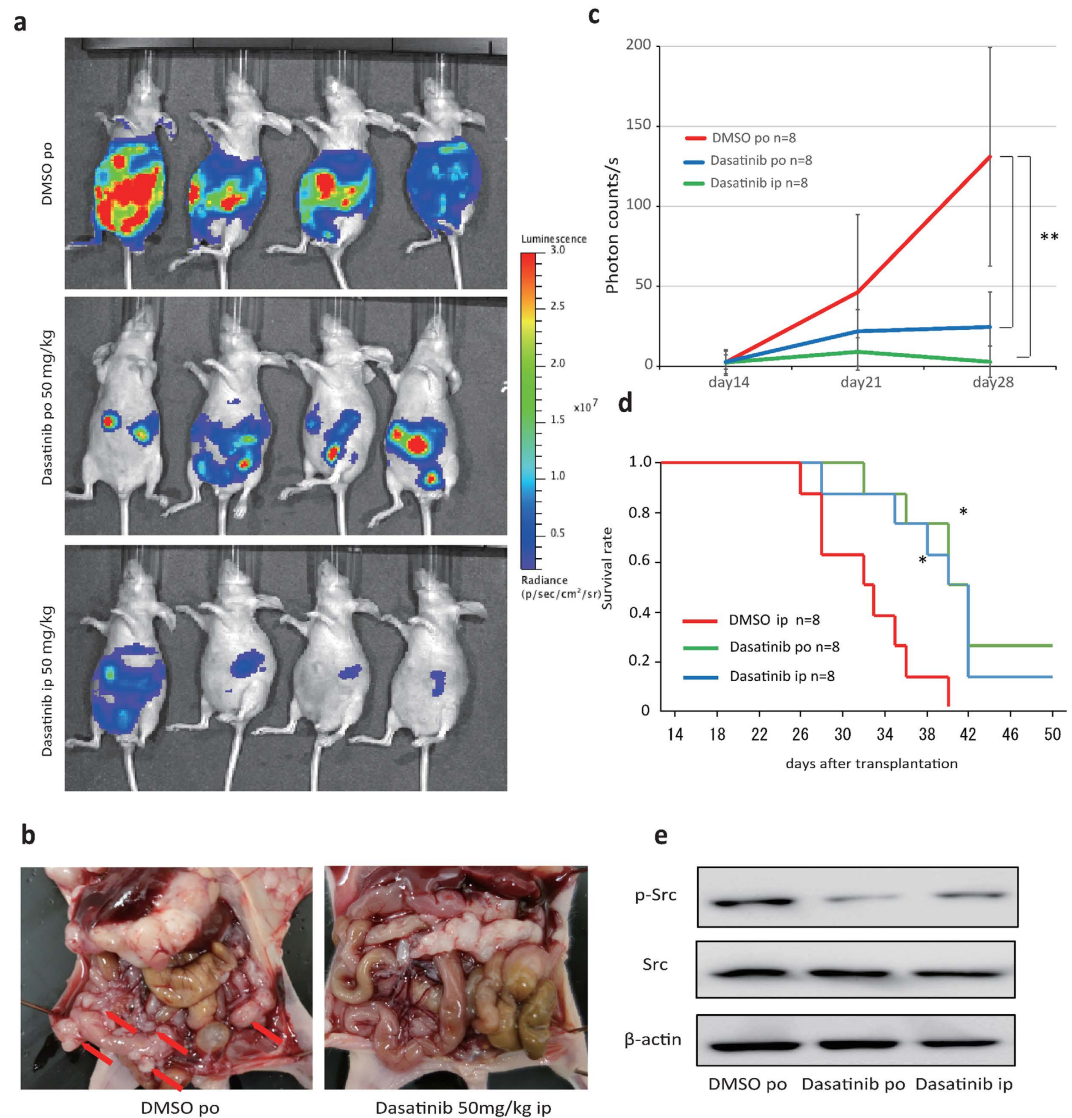 a
DMSO po
Dasatinib po 50 mg/kg
Dasatinib ip 50 mg/kg
Luminescence
3.0
2.5
2.0
1.5
x10⁷
1.0
0.5
Radiance
(p/sec/cm²/sr)
b
DMSO po
Dasatinib 50mg/kg ip
c
Photon counts/s
200
150
100
50
0
DMSO po n=8
Dasatinib po n=8
Dasatinib ip n=8
**
day14
day21
day28
d
survival rate
1.0
0.8
0.6
0.4
0.2
0
*
*
DMSO ip n=8
Dasatinib po n=8
Dasatinib ip n=8
14 18 22 26 30 34 38 42 46 50
days after transplantation
e
p-Src
Src
β-actin
DMSO po Dasatinib po Dasatinib ip